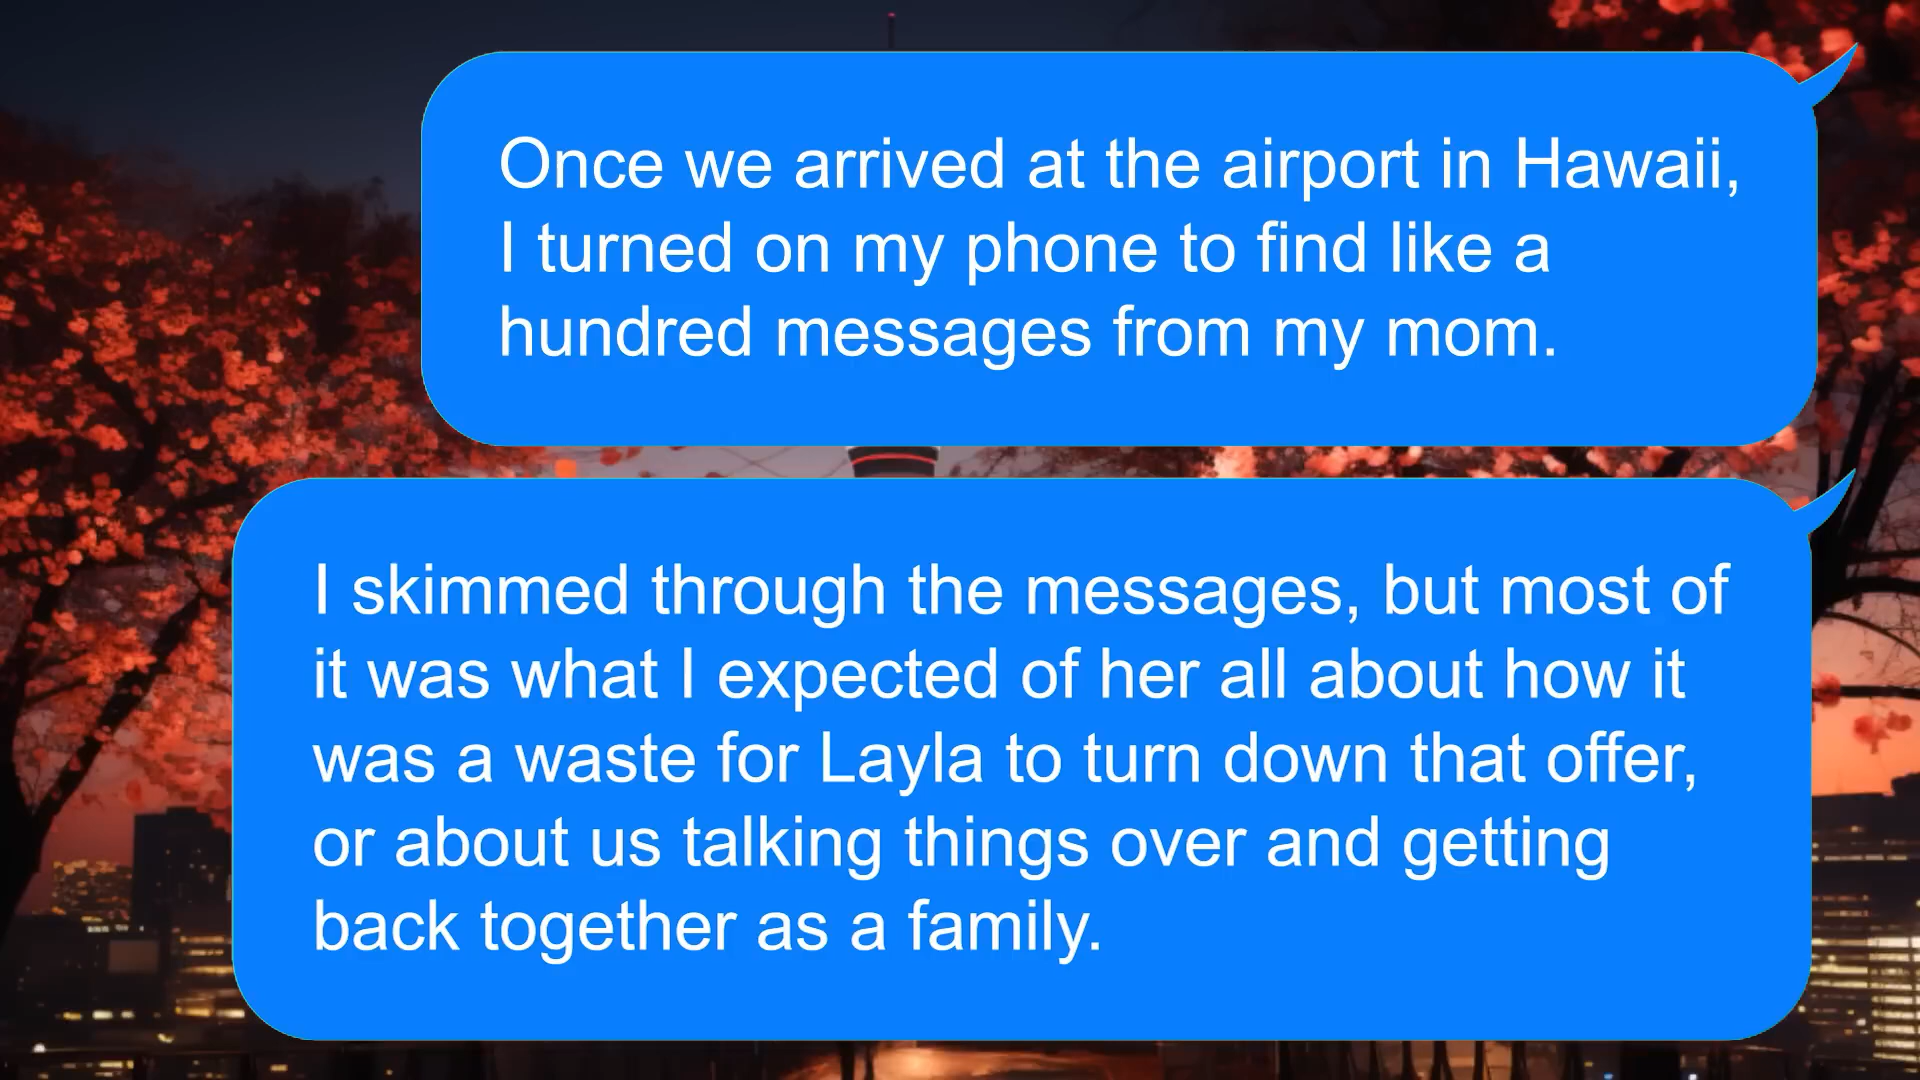 Once we arrived at the airport in Hawaii,
I turned on my phone to find like a
hundred messages from my mom.
I skimmed through the messages, but most of
it was what I expected of her all about how it
was a waste for Layla to turn down that offer,
or about us talking things over and getting
back together as a family.